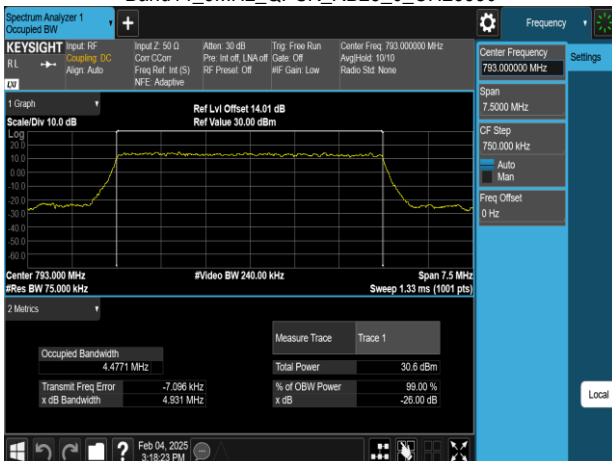 Spectrum Analyzer 1
Occupied BW
Frequency
KEYSIGHT
RL
LXI
Input: RF
Coupling: DC
Align: Auto
Input Z: 50 Ω
Corr CCorr
Freq Ref: Int (S)
NFE: Adaptive
Atten: 30 dB
Pre: Int off, LNA off
RF Preset: Off
Trig: Free Run
Gate: Off
#IF Gain: Low
Center Freq: 793.000000 MHz
Avg|Hold: 10/10
Radio Std: None
Center Frequency
793.000000 MHz
Settings
Span
7.5000 MHz
CF Step
750.000 kHz
Auto
Man
Freq Offset
0 Hz
Local
1 Graph
Scale/Div 10.0 dB
Ref Lvl Offset 14.01 dB
Ref Value 30.00 dBm
Log
20.0
10.0
0.00
-10.0
-20.0
-30.0
-40.0
-50.0
-60.0
Center 793.000 MHz
#Video BW 240.00 kHz
Span 7.5 MHz
#Res BW 75.000 kHz
Sweep 1.33 ms (1001 pts)
2 Metrics
Measure Trace Trace 1
Occupied Bandwidth
4.4771 MHz
Total Power 30.6 dBm
Transmit Freq Error -7.096 kHz
% of OBW Power 99.00 %
x dB Bandwidth 4.931 MHz
x dB -26.00 dB
Feb 04, 2025
3:18:23 PM